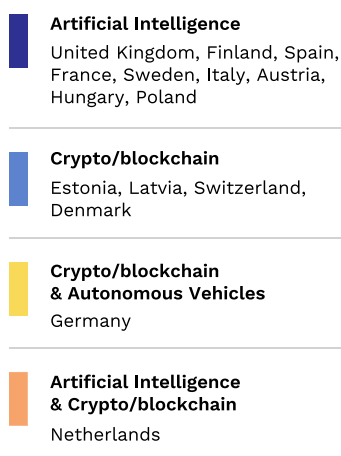 Artificial Intelligence
United Kingdom, Finland, Spain,
France, Sweden, Italy, Austria,
Hungary, Poland
Crypto/blockchain
Estonia, Latvia, Switzerland,
Denmark
Crypto/blockchain
& Autonomous Vehicles
Germany
Artificial Intelligence
& Crypto/blockchain
Netherlands